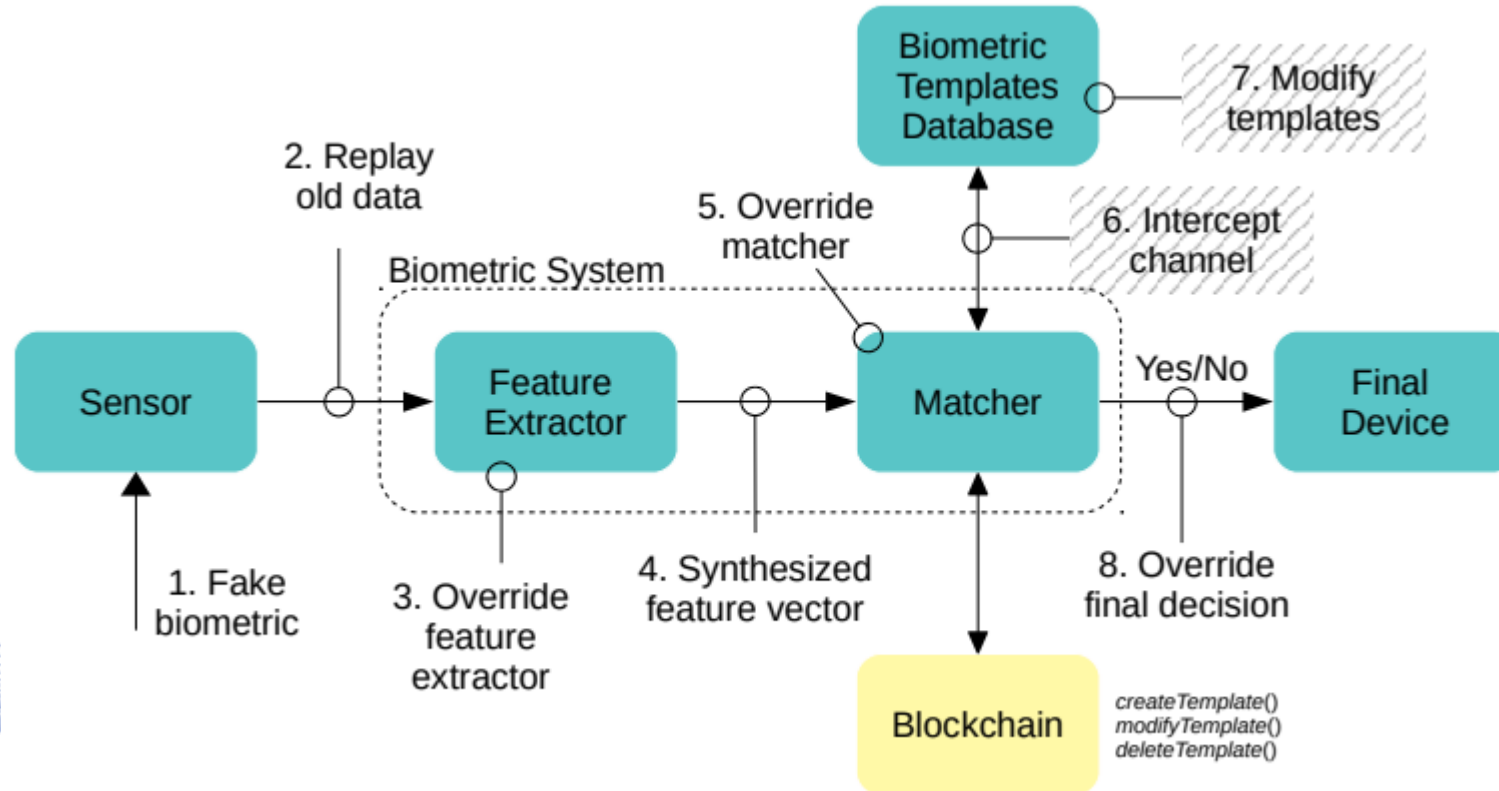 Biometric
Templates
Database
7. Modify
templates
2. Replay
old data
5. Override
matcher
6. Intercept
channel
Biometric System
Sensor
Feature
Extractor
Matcher
Yes/No
Final
Device
1. Fake
biometric
3. Override
feature
extractor
4. Synthesized
feature vector
8. Override
final decision
Blockchain
createTemplate()
modifyTemplate()
deleteTemplate()